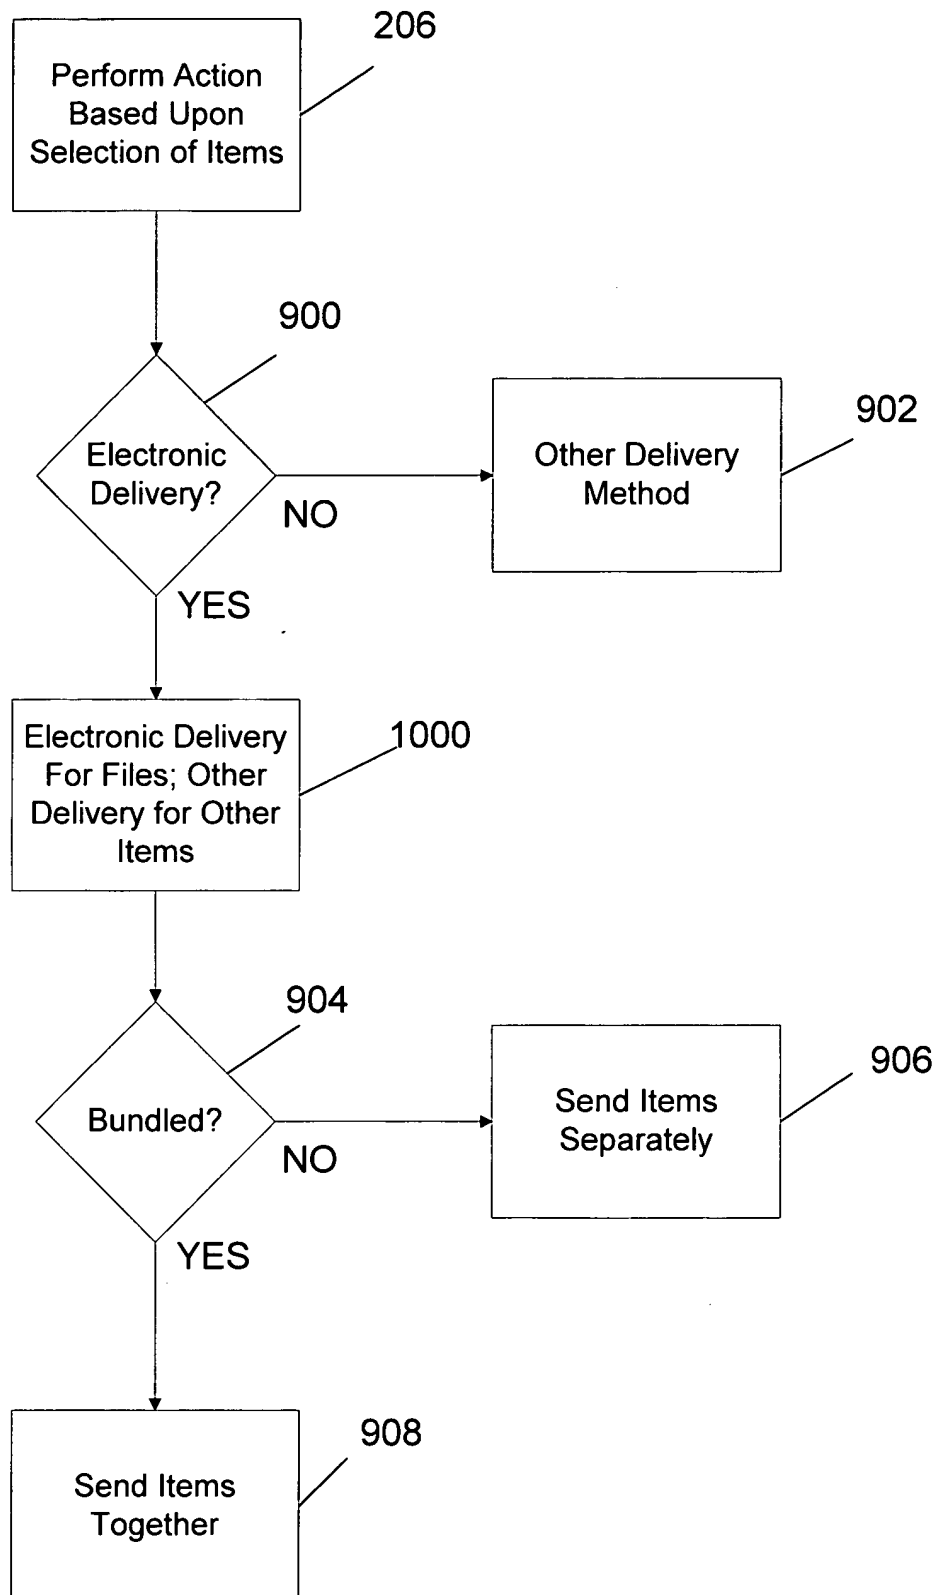 206
Perform Action
Based Upon
Selection of Items
900
Electronic
Delivery?
NO
902
Other Delivery
Method
YES
1000
Electronic Delivery
For Files; Other
Delivery for Other
Items
904
Bundled?
NO
906
Send Items
Separately
YES
908
Send Items
Together